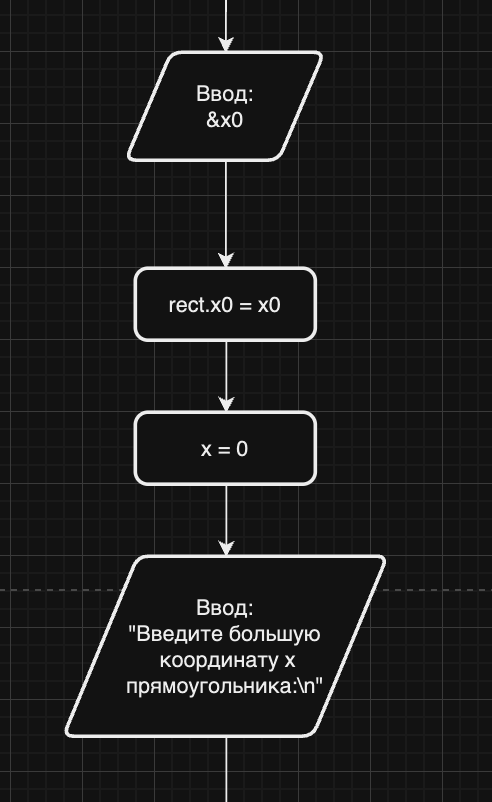 Ввод:
&x0
rect.x0 = x0
x = 0
Ввод:
"Введите большую
координату x
прямоугольника:\n"